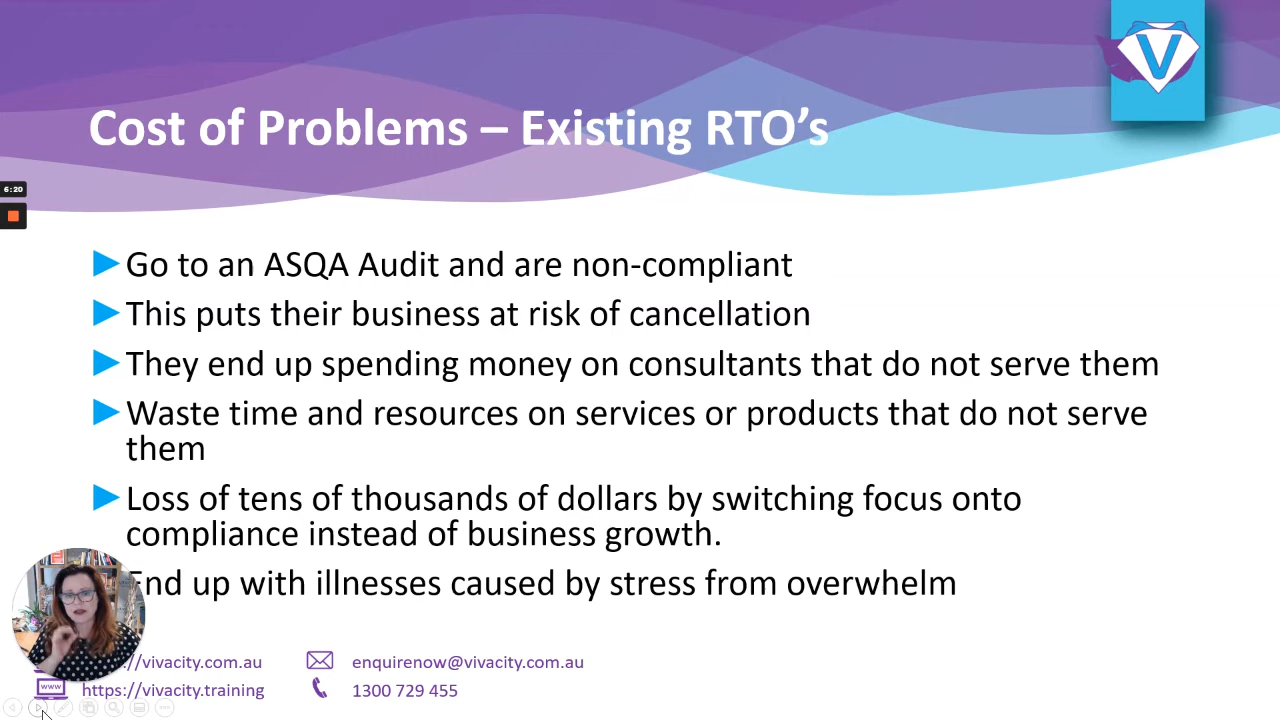 V
Cost of Problems – Existing RTO’s
6:20
Go to an ASQA Audit and are non-compliant
This puts their business at risk of cancellation
They end up spending money on consultants that do not serve them
Waste time and resources on services or products that do not serve
them
Loss of tens of thousands of dollars by switching focus onto
compliance instead of business growth.
End up with illnesses caused by stress from overwhelm
//vivacity.com.au
enquirenow@vivacity.com.au
www
https://vivacity.training
1300 729 455